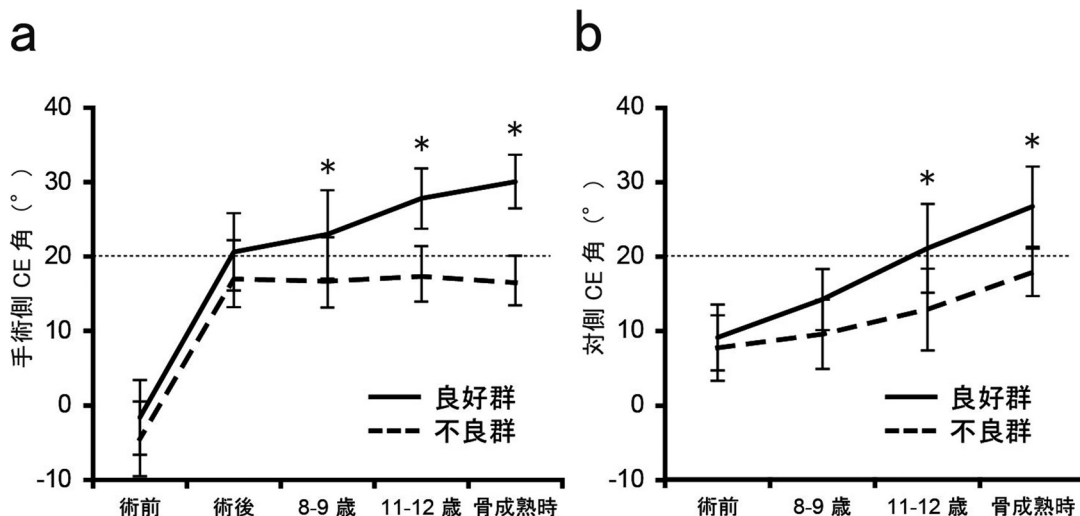 a
手術側 CE 角（°）
40
30
20
10
0
-10
*
*
*
良好群
不良群
術前
術後
8-9 歳
11-12 歳
骨成熟時
b
対側 CE 角（°）
40
30
20
10
0
-10
*
*
良好群
不良群
術前
8-9 歳
11-12 歳
骨成熟時